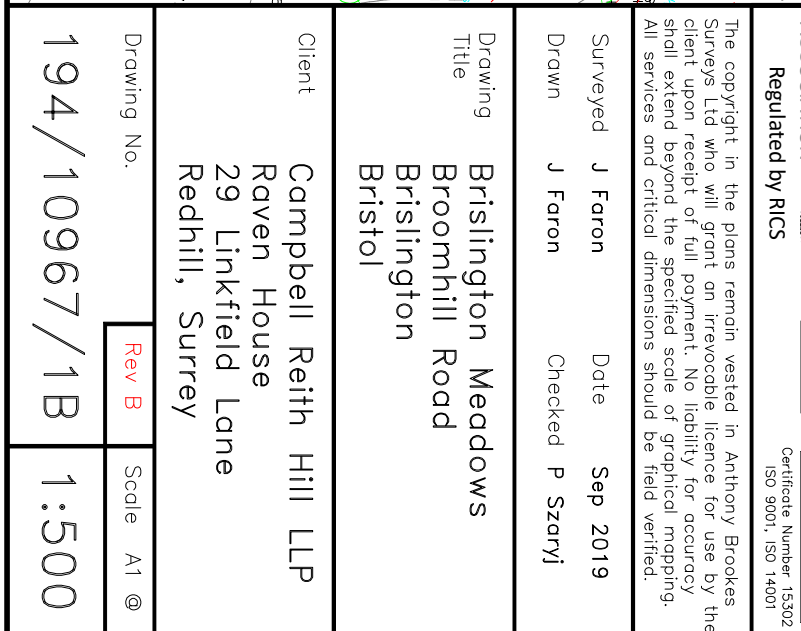 Regulated by RICS
Certificate Number 15302
ISO 9001, ISO 14001
The copyright in the plans remain vested in Anthony Brookes
Surveys Ltd who will grant an irrevocable licence for use by the
client upon receipt of full payment. No liability for accuracy
shall extend beyond the specified scale of graphical mapping.
All services and critical dimensions should be field verified.
Surveyed J Faron Date Sep 2019
Drawn J Faron Checked P Szaryj
Drawing Title
Brislington Meadows
Broomhill Road
Brislington
Bristol
Client
Campbell Reith Hill LLP
Raven House
29 Linkfield Lane
Redhill, Surrey
Drawing No.
Rev B
Scale A1 @
194/10967/1B
1:500